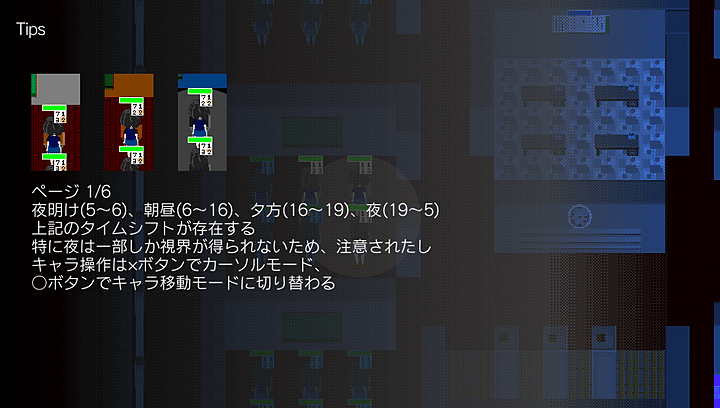 Tips
ページ 1/6
夜明け(5〜6)、朝昼(6〜16)、夕方(16〜19)、夜(19〜5)
上記のタイムシフトが存在する
特に夜は一部しか視界が得られないため、注意されたし
キャラ操作は×ボタンでカーソルモード、
○ボタンでキャラ移動モードに切り替わる